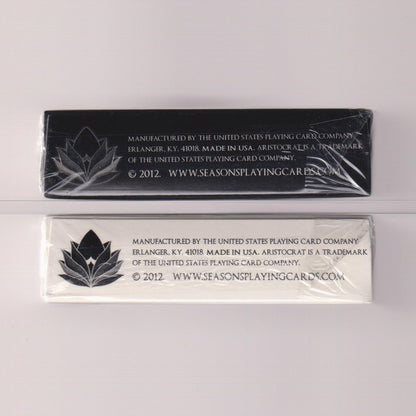 MANUFACTURED BY THE UNITED STATES PLAYING CARD COMPANY,
ERLANGER, K.Y. 41018. MADE IN USA. ARISTOCRAT IS A TRADEMARK
OF THE UNITED STATES PLAYING CARD COMPANY.
© 2012. WWW.SEASONSPLAYINGCARDS.COM
MANUFACTURED BY THE UNITED STATES PLAYING CARD COMPANY
ERLANGER, K.Y. 41018. MADE IN USA. ARISTOCRAT IS A TRADEMARK
OF THE UNITED STATES PLAYING CARD COMPANY.
© 2012. WWW.SEASONSPLAYINGCARDS.COM